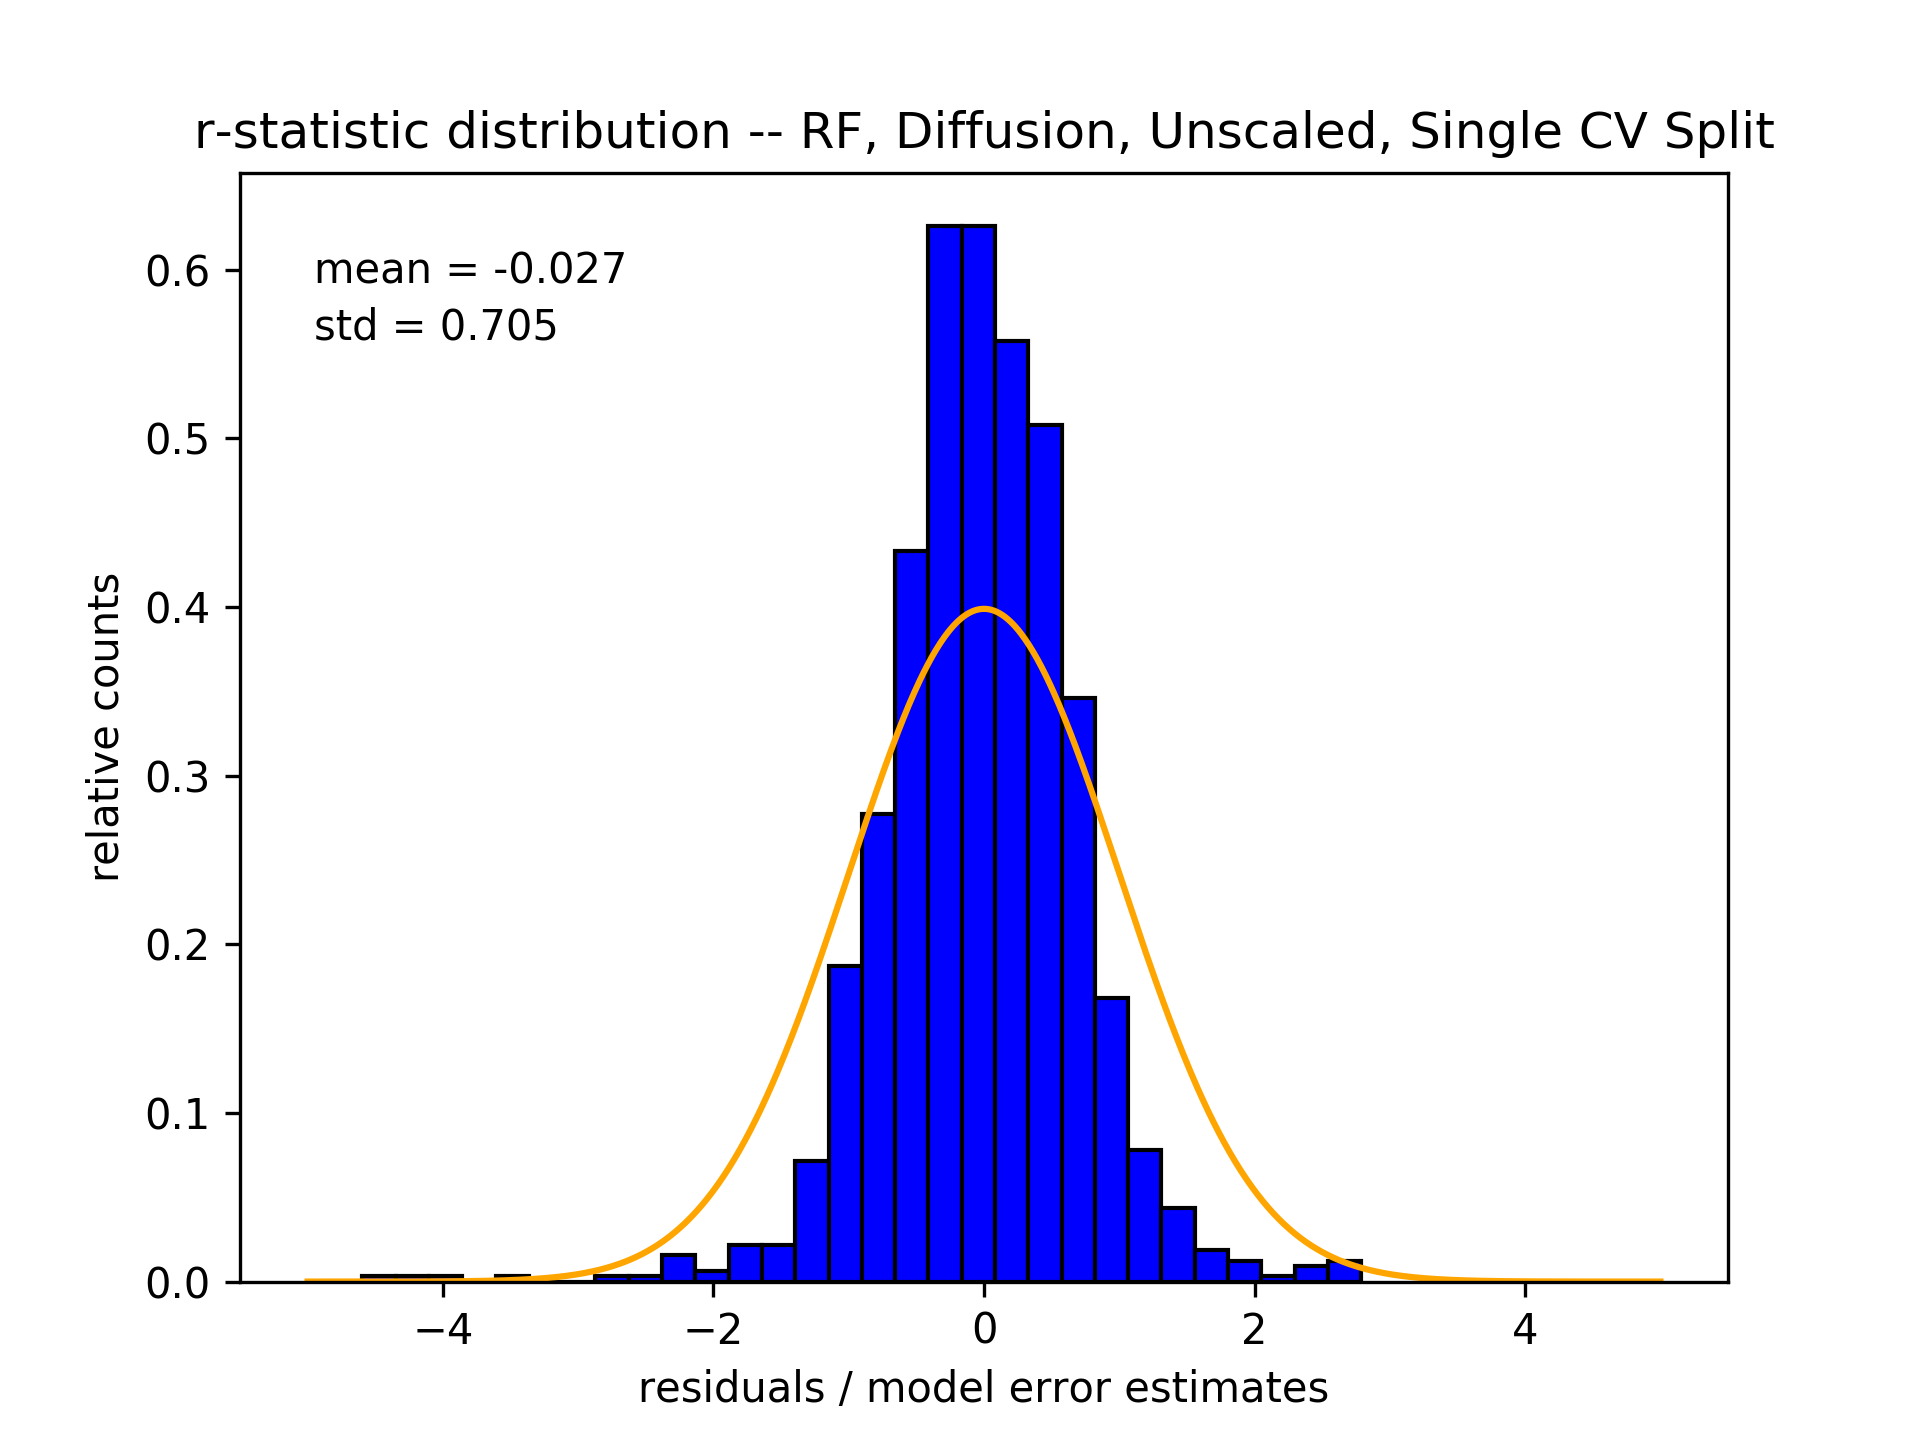 r-statistic distribution -- RF, Diffusion, Unscaled, Single CV Split
mean = -0.027
std = 0.705
relative counts
0.6
0.5
0.4
0.3
0.2
0.1
0.0
−4
−2
0
2
4
residuals / model error estimates